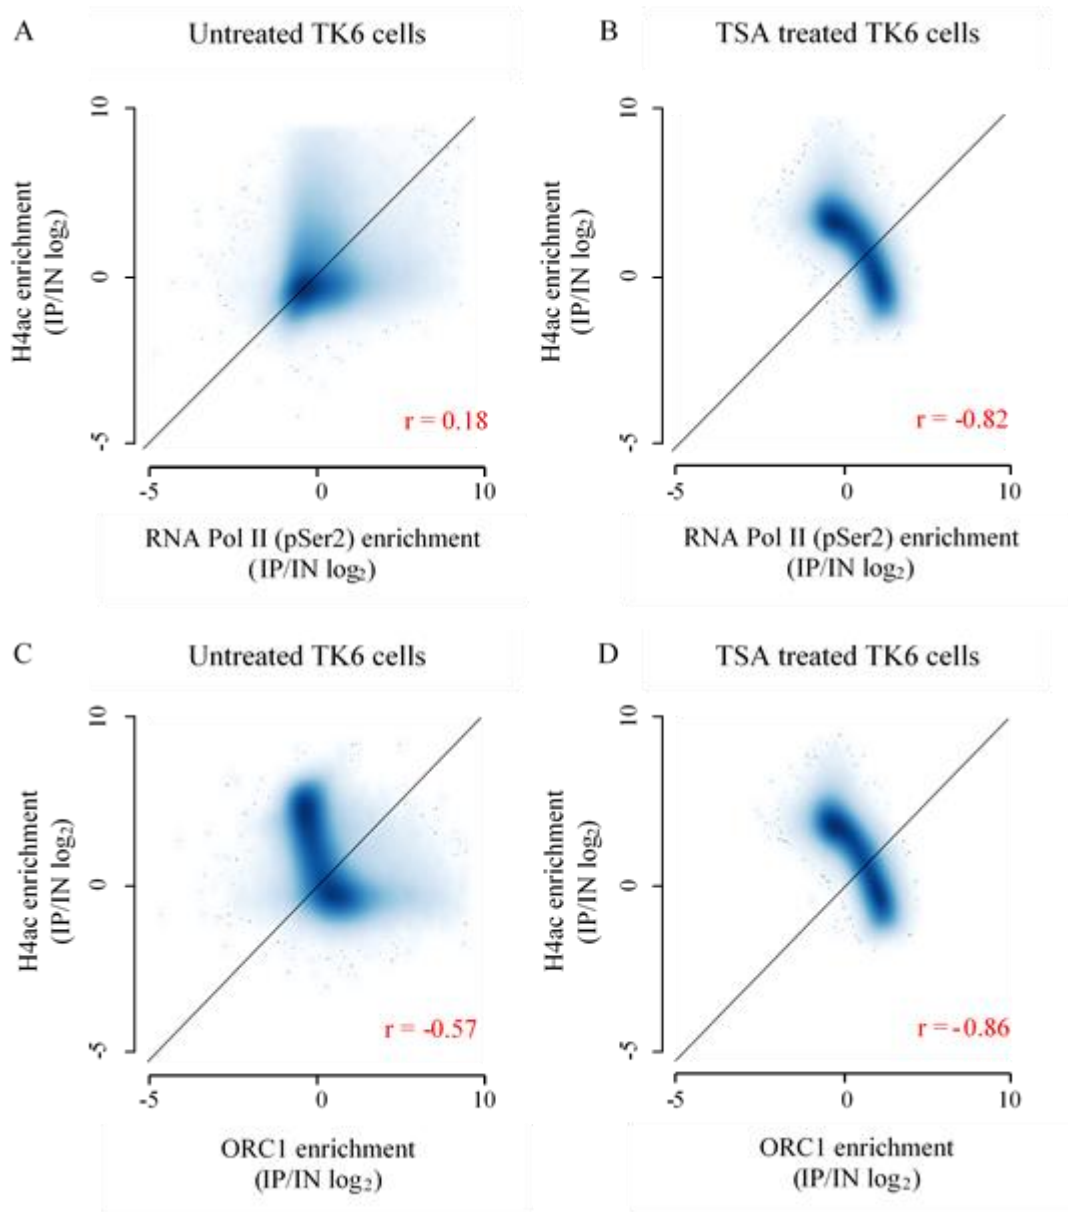 A
Untreated TK6 cells
10
0
-5
H4ac enrichment
(IP/IN log₂)
r = 0.18
-5
0
10
RNA Pol II (pSer2) enrichment
(IP/IN log₂)
B
TSA treated TK6 cells
10
0
-5
H4ac enrichment
(IP/IN log₂)
r = -0.82
-5
0
10
RNA Pol II (pSer2) enrichment
(IP/IN log₂)
C
Untreated TK6 cells
10
0
-5
H4ac enrichment
(IP/IN log₂)
r = -0.57
-5
0
10
ORC1 enrichment
(IP/IN log₂)
D
TSA treated TK6 cells
10
0
-5
H4ac enrichment
(IP/IN log₂)
r = -0.86
-5
0
10
ORC1 enrichment
(IP/IN log₂)